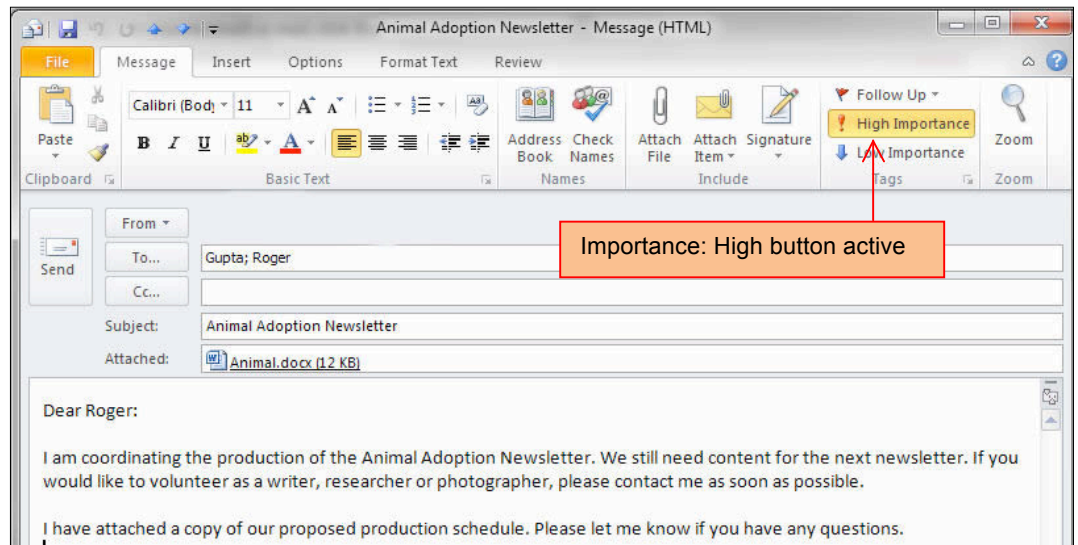 Animal Adoption Newsletter - Message (HTML)
File Message Insert Options Format Text Review
Calibri (Body 11
Follow Up
High Importance
Low Importance
Paste
B I U
Address Book
Check Names
Attach File
Attach Item
Signature
Zoom
Clipboard Basic Text Names Include Tags Zoom
Importance: High button active
From
Send
To... Gupta; Roger
Cc...
Subject: Animal Adoption Newsletter
Attached: Animal.docx (12 KB)
Dear Roger:
I am coordinating the production of the Animal Adoption Newsletter. We still need content for the next newsletter. If you
would like to volunteer as a writer, researcher or photographer, please contact me as soon as possible.
I have attached a copy of our proposed production schedule. Please let me know if you have any questions.